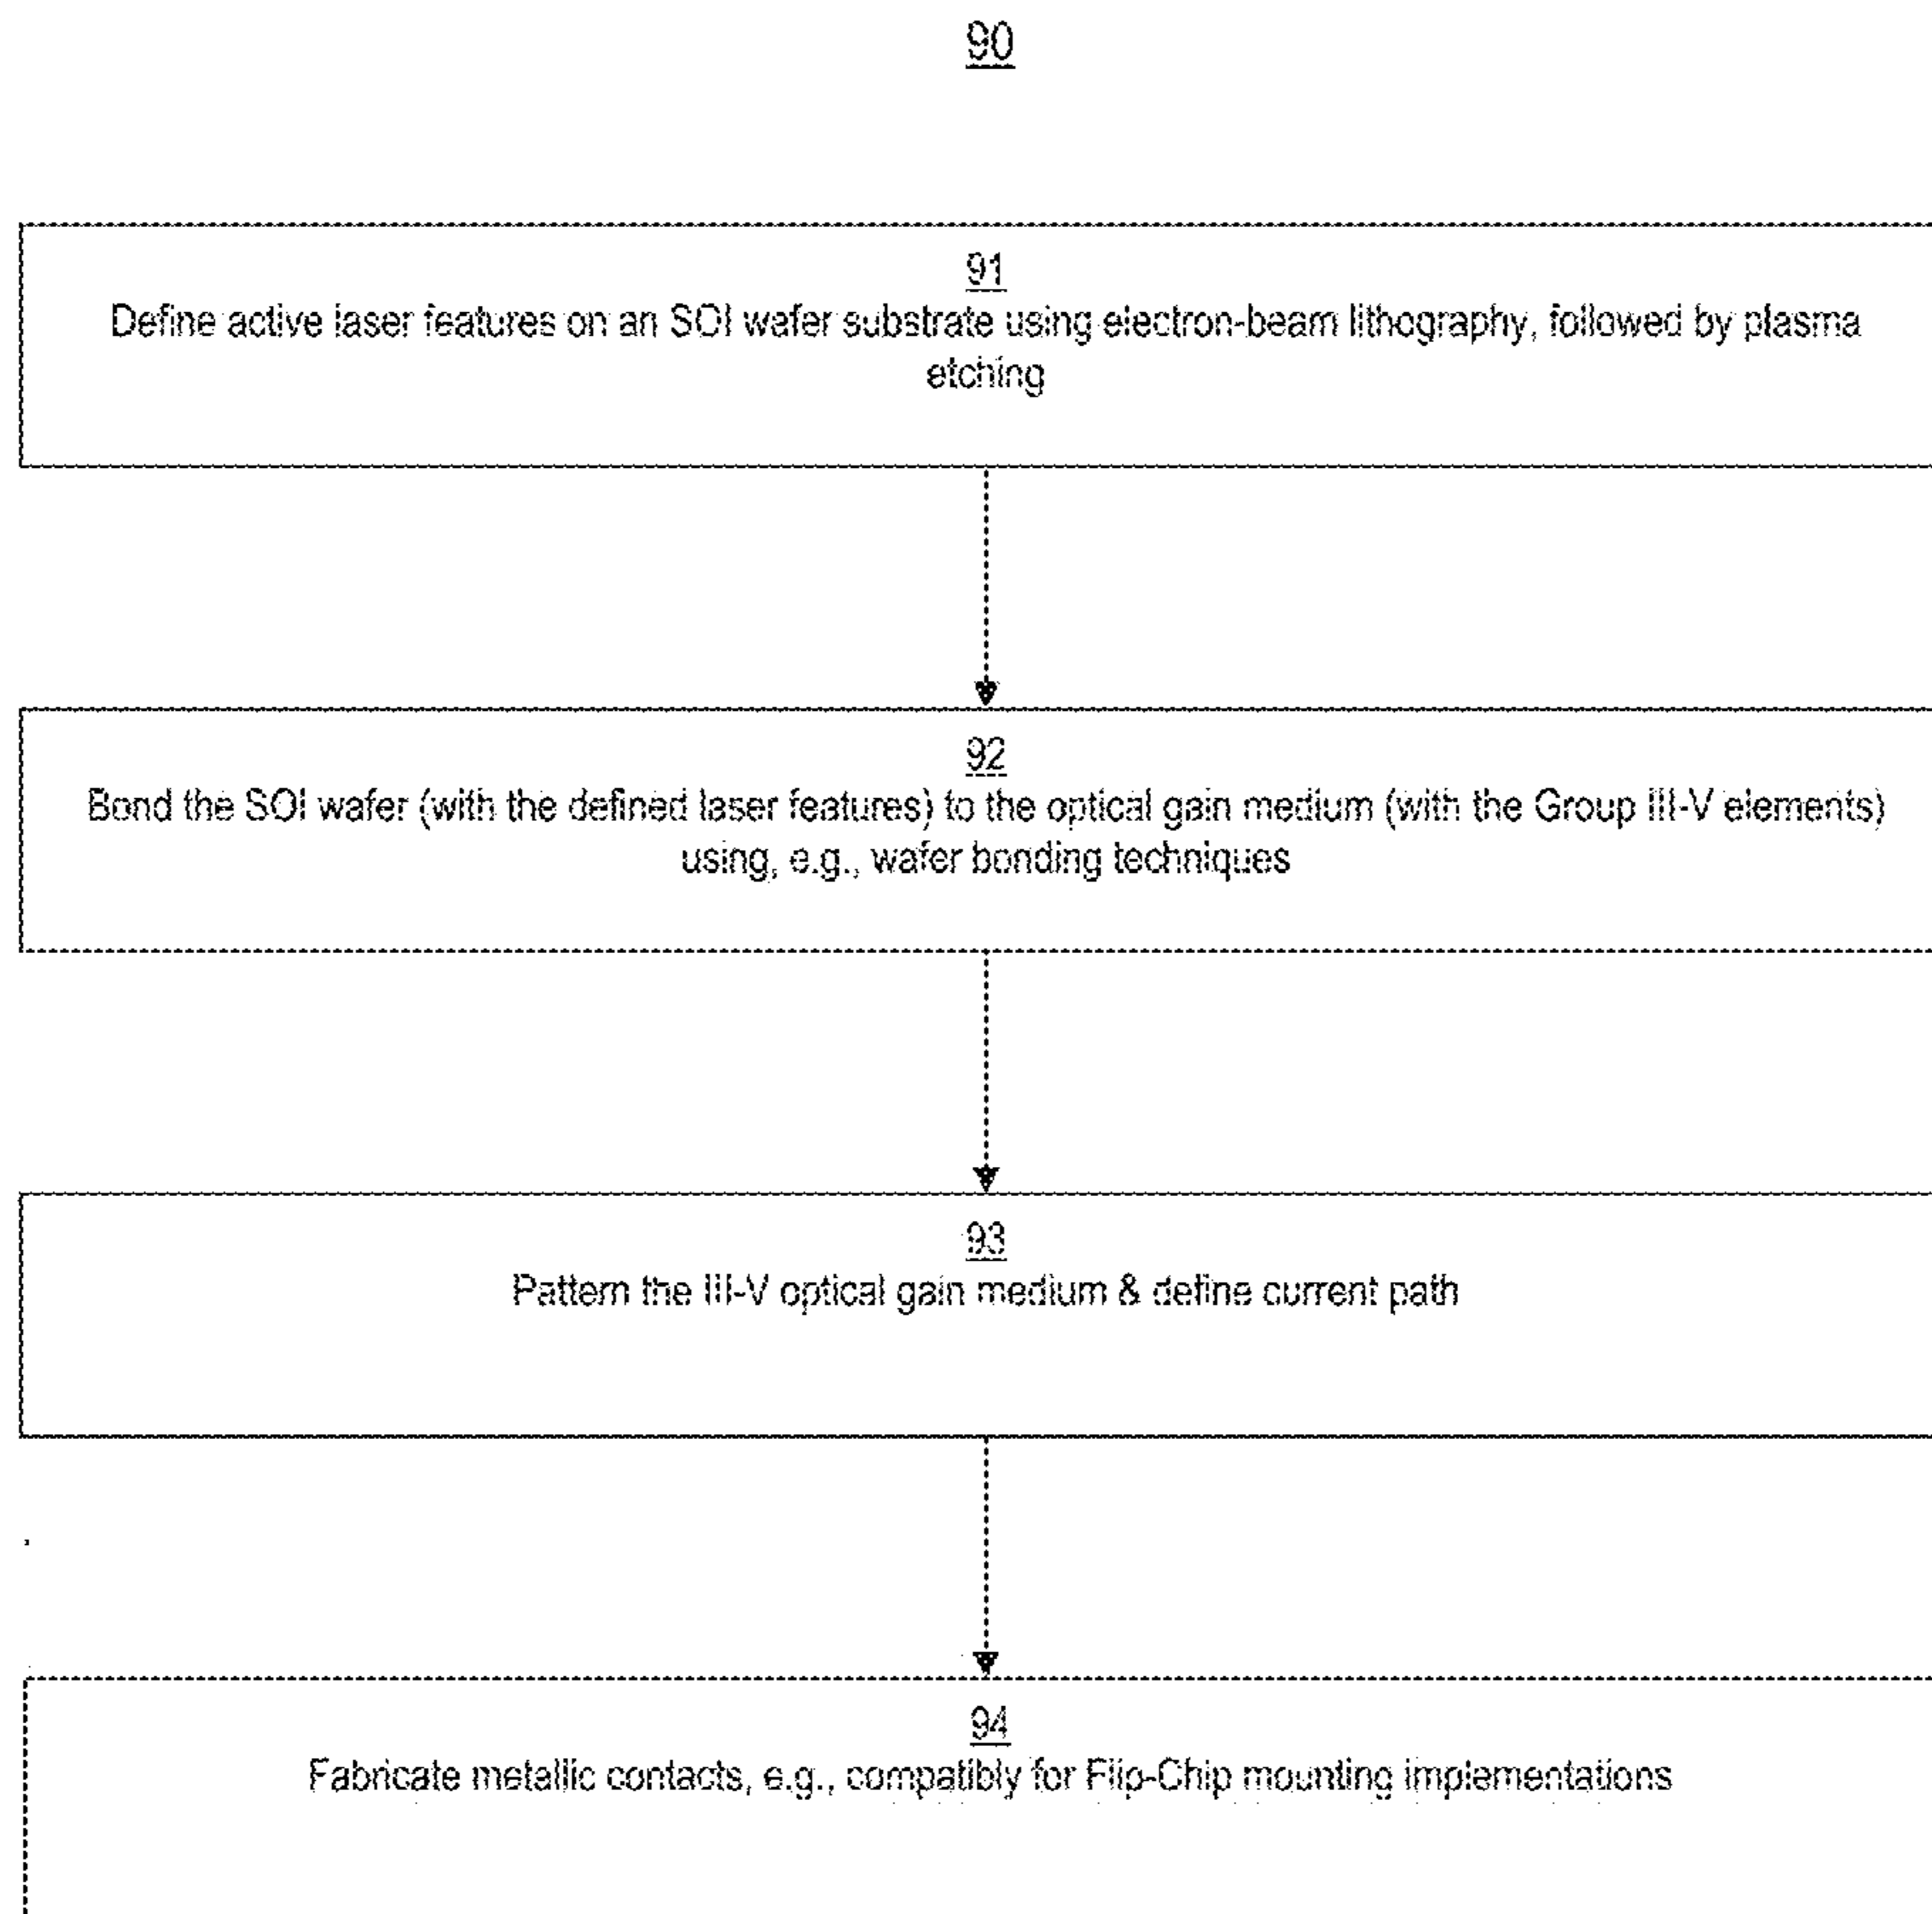 90
91
Define active laser features on an SOI wafer substrate using electron-beam lithography, followed by plasma
etching
92
Bond the SOI wafer (with the defined laser features) to the optical gain medium (with the Group III-V elements)
using, e.g., wafer bonding techniques
93
Pattern the III-V optical gain medium & define current path
94
Fabricate metallic contacts, e.g., compatibly for Flip-Chip mounting implementations